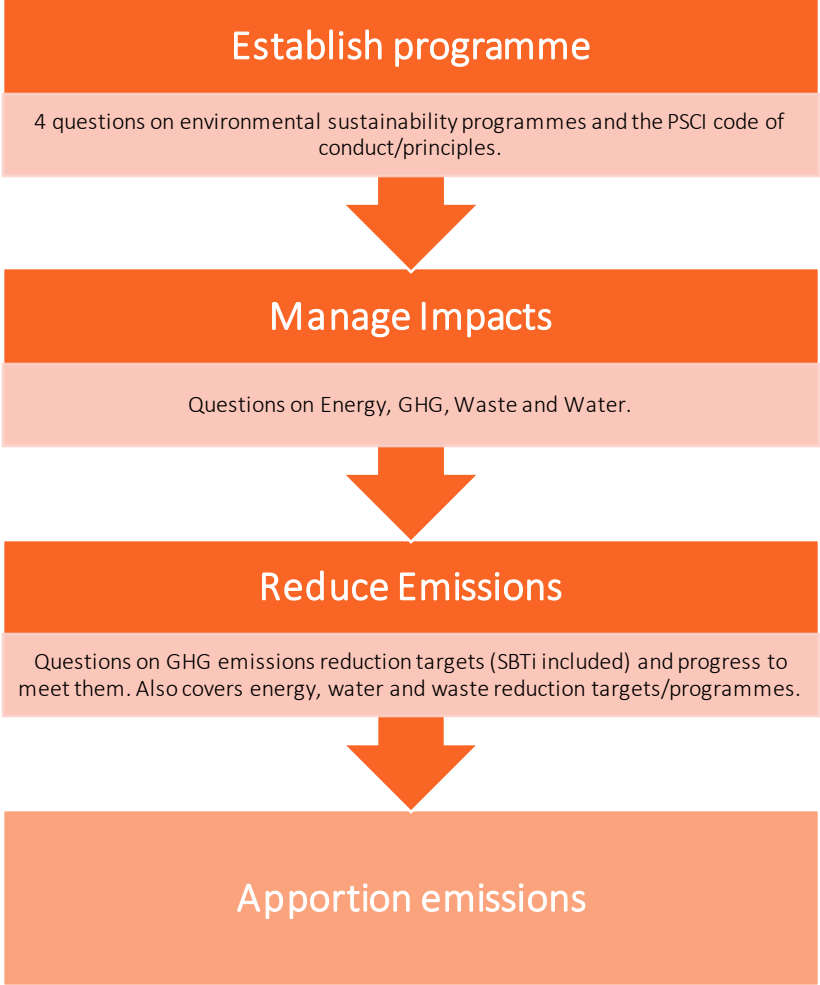 Establish programme
4 questions on environmental sustainability programmes and the PSCI code of
conduct/principles.
Manage Impacts
Questions on Energy, GHG, Waste and Water.
Reduce Emissions
Questions on GHG emissions reduction targets (SBTi included) and progress to
meet them. Also covers energy, water and waste reduction targets/programmes.
Apportion emissions